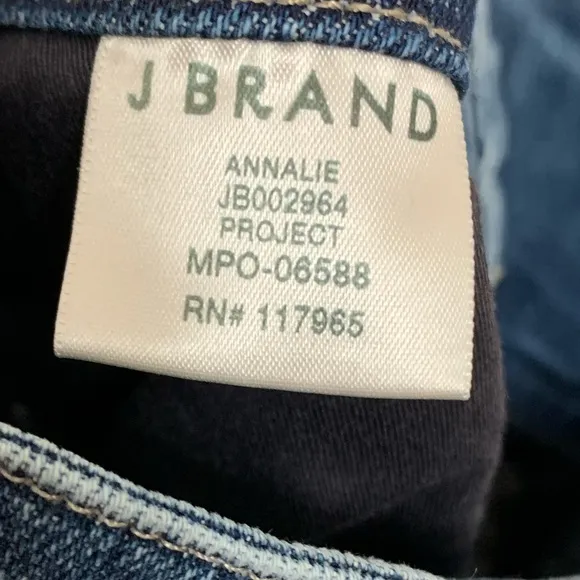 J BRAND
ANNALIE
JB002964
PROJECT
MPO-06588
RN# 117965